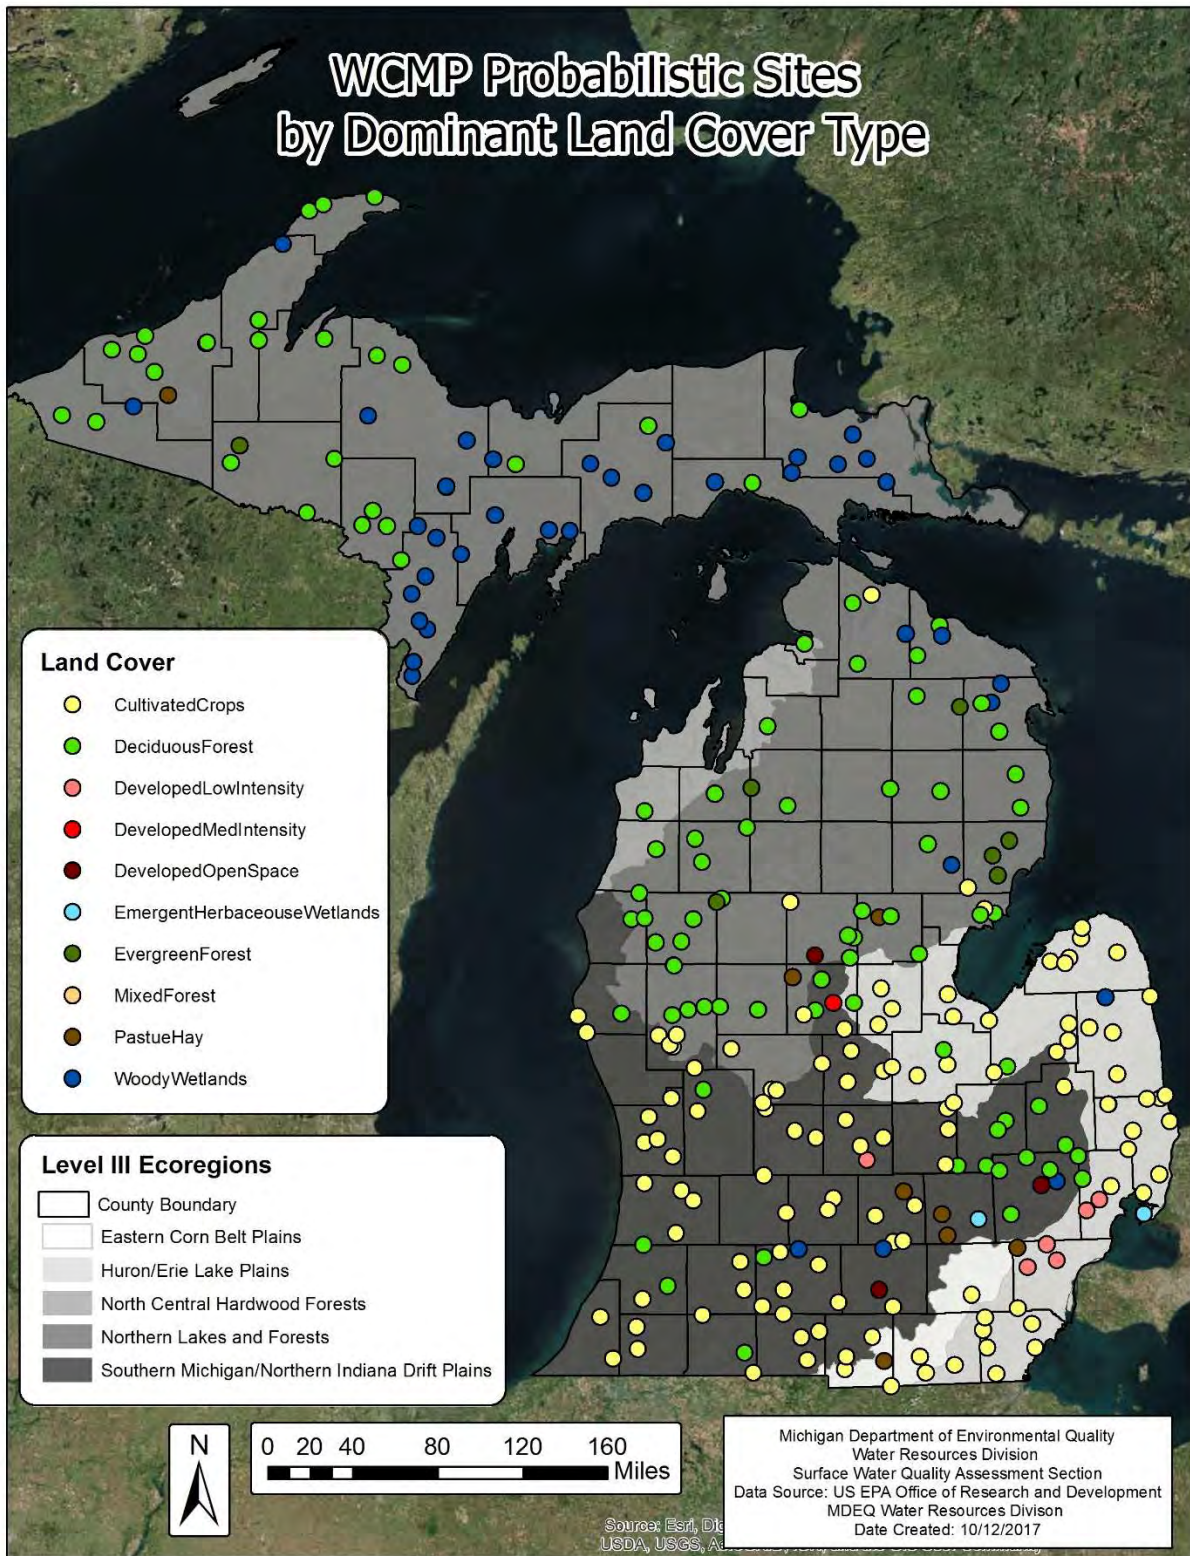 WCMP Probabilistic Sites
by Dominant Land Cover Type
Land Cover
CultivatedCrops
DeciduousForest
DevelopedLowIntensity
DevelopedMedIntensity
DevelopedOpenSpace
EmergentHerbaceouseWetlands
EvergreenForest
MixedForest
PastueHay
WoodyWetlands
Level III Ecoregions
County Boundary
Eastern Corn Belt Plains
Huron/Erie Lake Plains
North Central Hardwood Forests
Northern Lakes and Forests
Southern Michigan/Northern Indiana Drift Plains
N
0 20 40 80 120 160
Miles
Michigan Department of Environmental Quality
Water Resources Division
Surface Water Quality Assessment Section
Data Source: US EPA Office of Research and Development
MDEQ Water Resources Divison
Date Created: 10/12/2017
Source: Esri,
USDA, USGS,